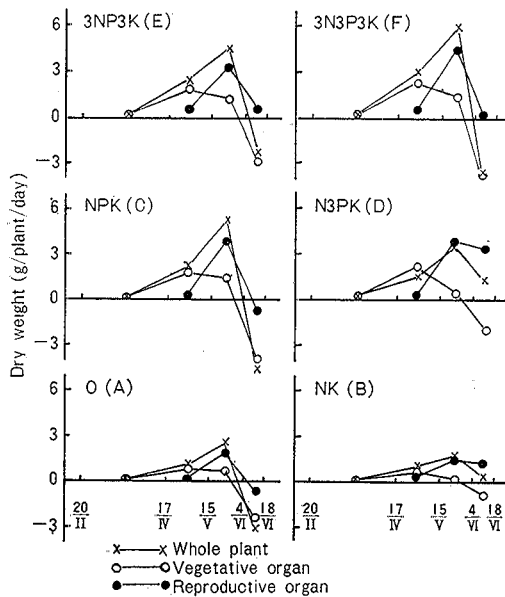 3NP3K (E)
3N3P3K (F)
6
3
0
−3
NPK (C)
N3PK (D)
6
3
0
−3
O (A)
NK (B)
6
3
0
−3
20 17 15 4 18
II IV V VI VI
20 17 15 4 18
II IV V VI VI
Dry weight (g/plant/day)
×—× Whole plant
○—○ Vegetative organ
●—● Reproductive organ